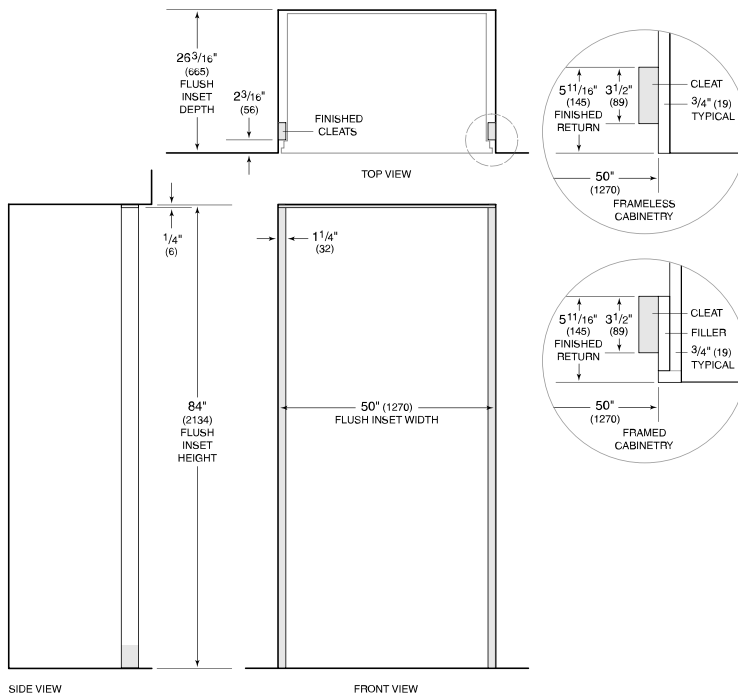 26 3/16"
(665)
FLUSH
INSET
DEPTH
2 3/16"
(56)
FINISHED
CLEATS
TOP VIEW
5 11/16"
(145)
FINISHED
RETURN
3 1/2"
(89)
CLEAT
3/4" (19)
TYPICAL
50"
(1270)
FRAMELESS
CABINETRY
1/4"
(6)
1 1/4"
(32)
84"
(2134)
FLUSH
INSET
HEIGHT
50" (1270)
FLUSH INSET WIDTH
5 11/16"
(145)
FINISHED
RETURN
3 1/2"
(89)
CLEAT
FILLER
3/4" (19)
TYPICAL
50"
(1270)
FRAMED
CABINETRY
SIDE VIEW
FRONT VIEW